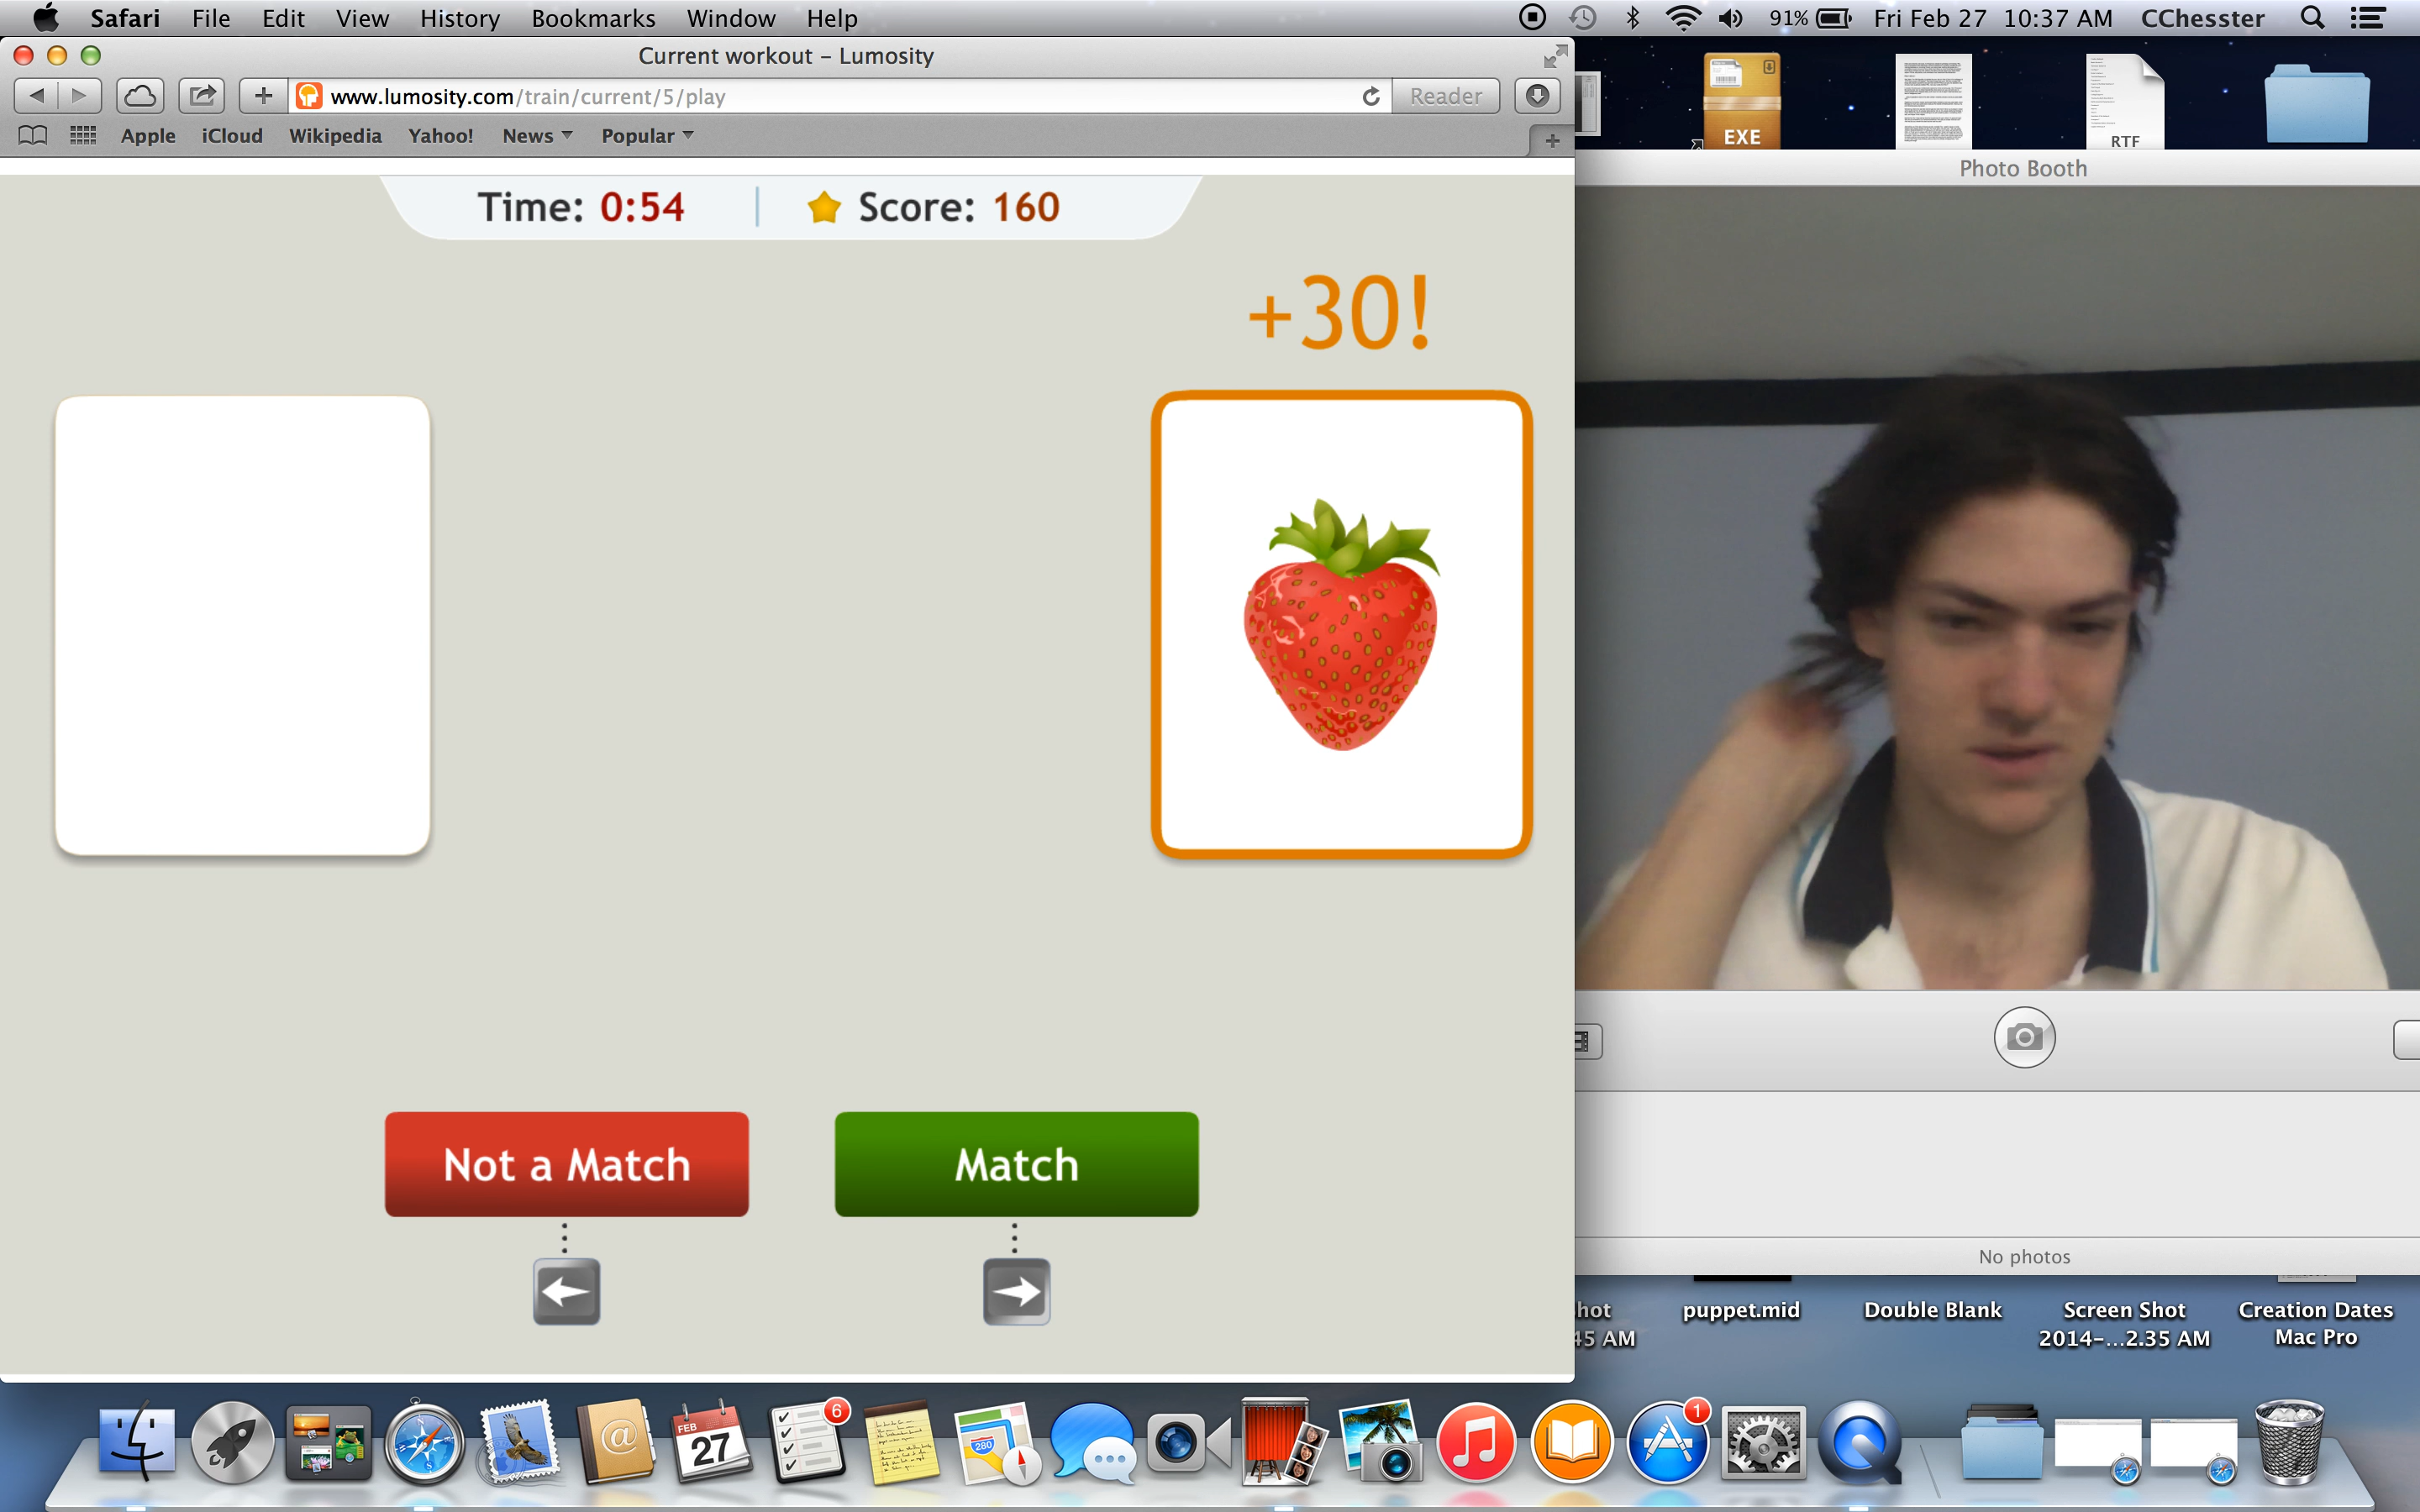 Safari File Edit View History Bookmarks Window Help 91% Fri Feb 27 10:37 AM CChesster
Current workout – Lumosity
www.lumosity.com/train/current/5/play Reader
Apple iCloud Wikipedia Yahoo! News Popular
EXE
RTF
Photo Booth
Time: 0:54 Score: 160
+30!
Not a Match Match
No photos
puppet.mid
Double Blank
Screen Shot
2014-...2.35 AM
Creation Dates
Mac Pro
45 AM
@
FEB
27
6
280
1